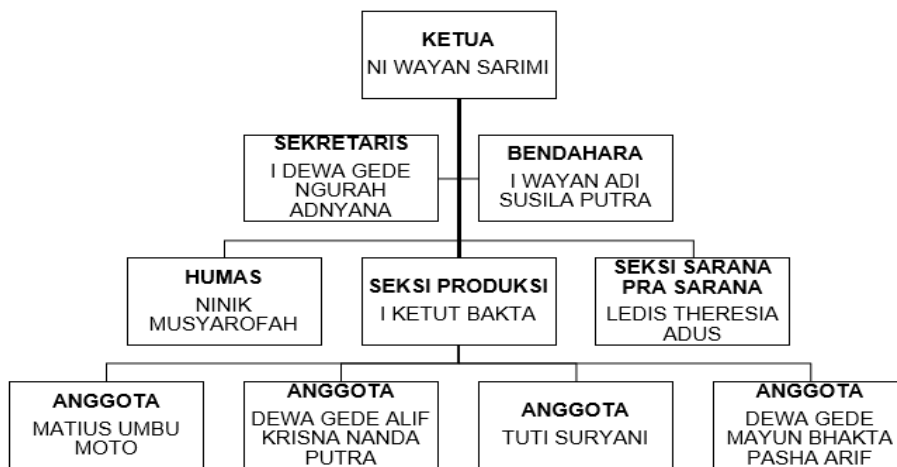 KETUA
NI WAYAN SARIMI
SEKRETARIS
I DEWA GEDE
NGURAH
ADNYANA
BENDAHARA
I WAYAN ADI
SUSILA PUTRA
HUMAS
NINIK
MUSYAROFAH
SEKSI PRODUKSI
I KETUT BAKTA
SEKSI SARANA
PRA SARANA
LEDIS THERESIA
ADUS
ANGGOTA
MATIUS UMBU
MOTO
ANGGOTA
DEWA GEDE ALIF
KRISNA NANDA
PUTRA
ANGGOTA
TUTI SURYANI
ANGGOTA
DEWA GEDE
MAYUN BHAKTA
PASHA ARIF